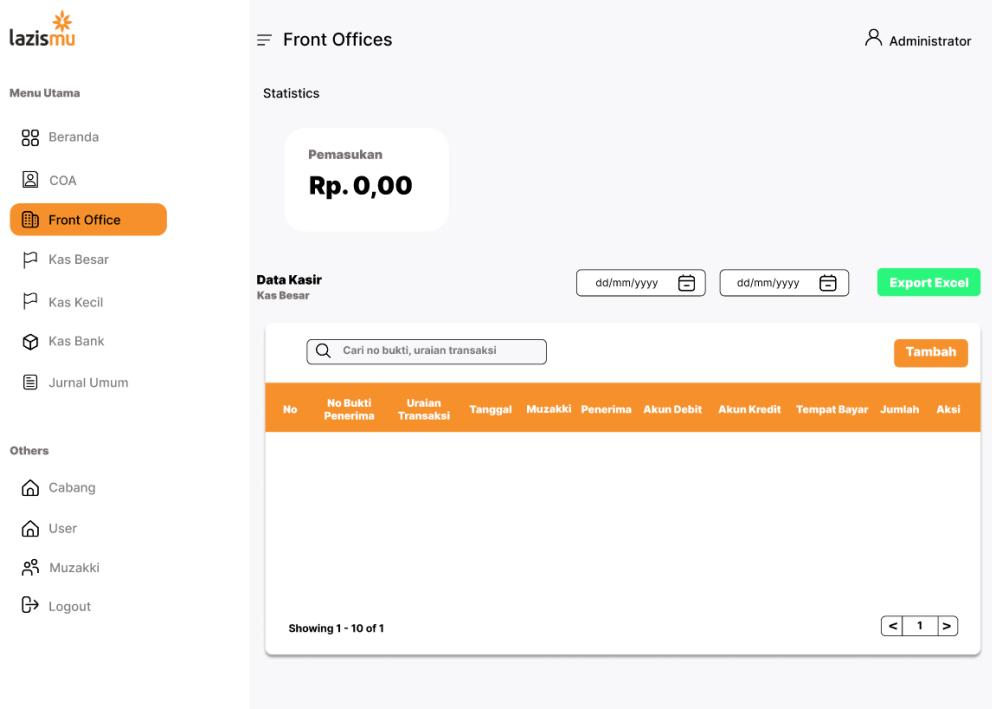 lazismu
Front Offices
Administrator
Menu Utama
Beranda
COA
Front Office
Kas Besar
Kas Kecil
Kas Bank
Jurnal Umum
Others
Cabang
User
Muzakki
Logout
Statistics
Pemasukan
Rp. 0,00
Data Kasir
Kas Besar
dd/mm/yyyy
dd/mm/yyyy
Export Excel
Cari no bukti, uraian transaksi
Tambah
No
No Bukti
Penerima
Uraian
Transaksi
Tanggal
Muzakki
Penerima
Akun Debit
Akun Kredit
Tempat Bayar
Jumlah
Aksi
Showing 1 - 10 of 1
< 1 >